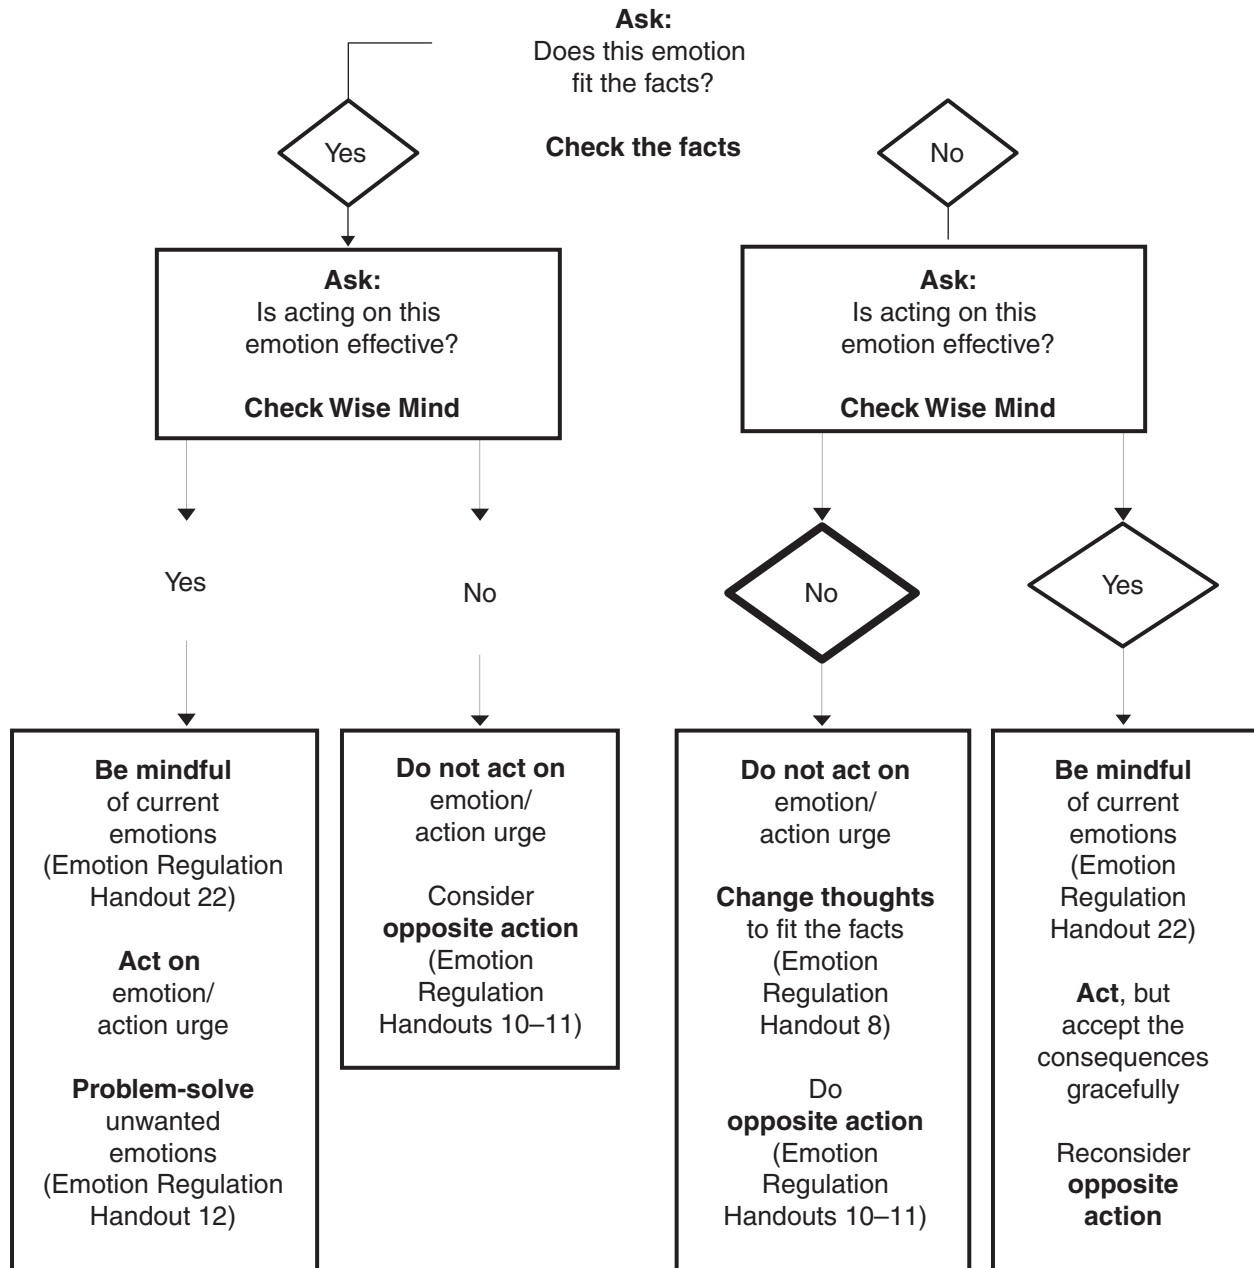 Ask:
Does this emotion
fit the facts?
Check the facts
Yes
No
Ask:
Is acting on this
emotion effective?
Check Wise Mind
Ask:
Is acting on this
emotion effective?
Check Wise Mind
Yes
No
No
Yes
Be mindful
of current
emotions
(Emotion Regulation
Handout 22)
Act on
emotion/
action urge
Problem-solve
unwanted
emotions
(Emotion Regulation
Handout 12)
Do not act on
emotion/
action urge
Consider
opposite action
(Emotion
Regulation
Handouts 10–11)
Do not act on
emotion/
action urge
Change thoughts
to fit the facts
(Emotion
Regulation
Handout 8)
Do
opposite action
(Emotion
Regulation
Handouts 10–11)
Be mindful
of current
emotions
(Emotion
Regulation
Handout 22)
Act, but
accept the
consequences
gracefully
Reconsider
opposite
action